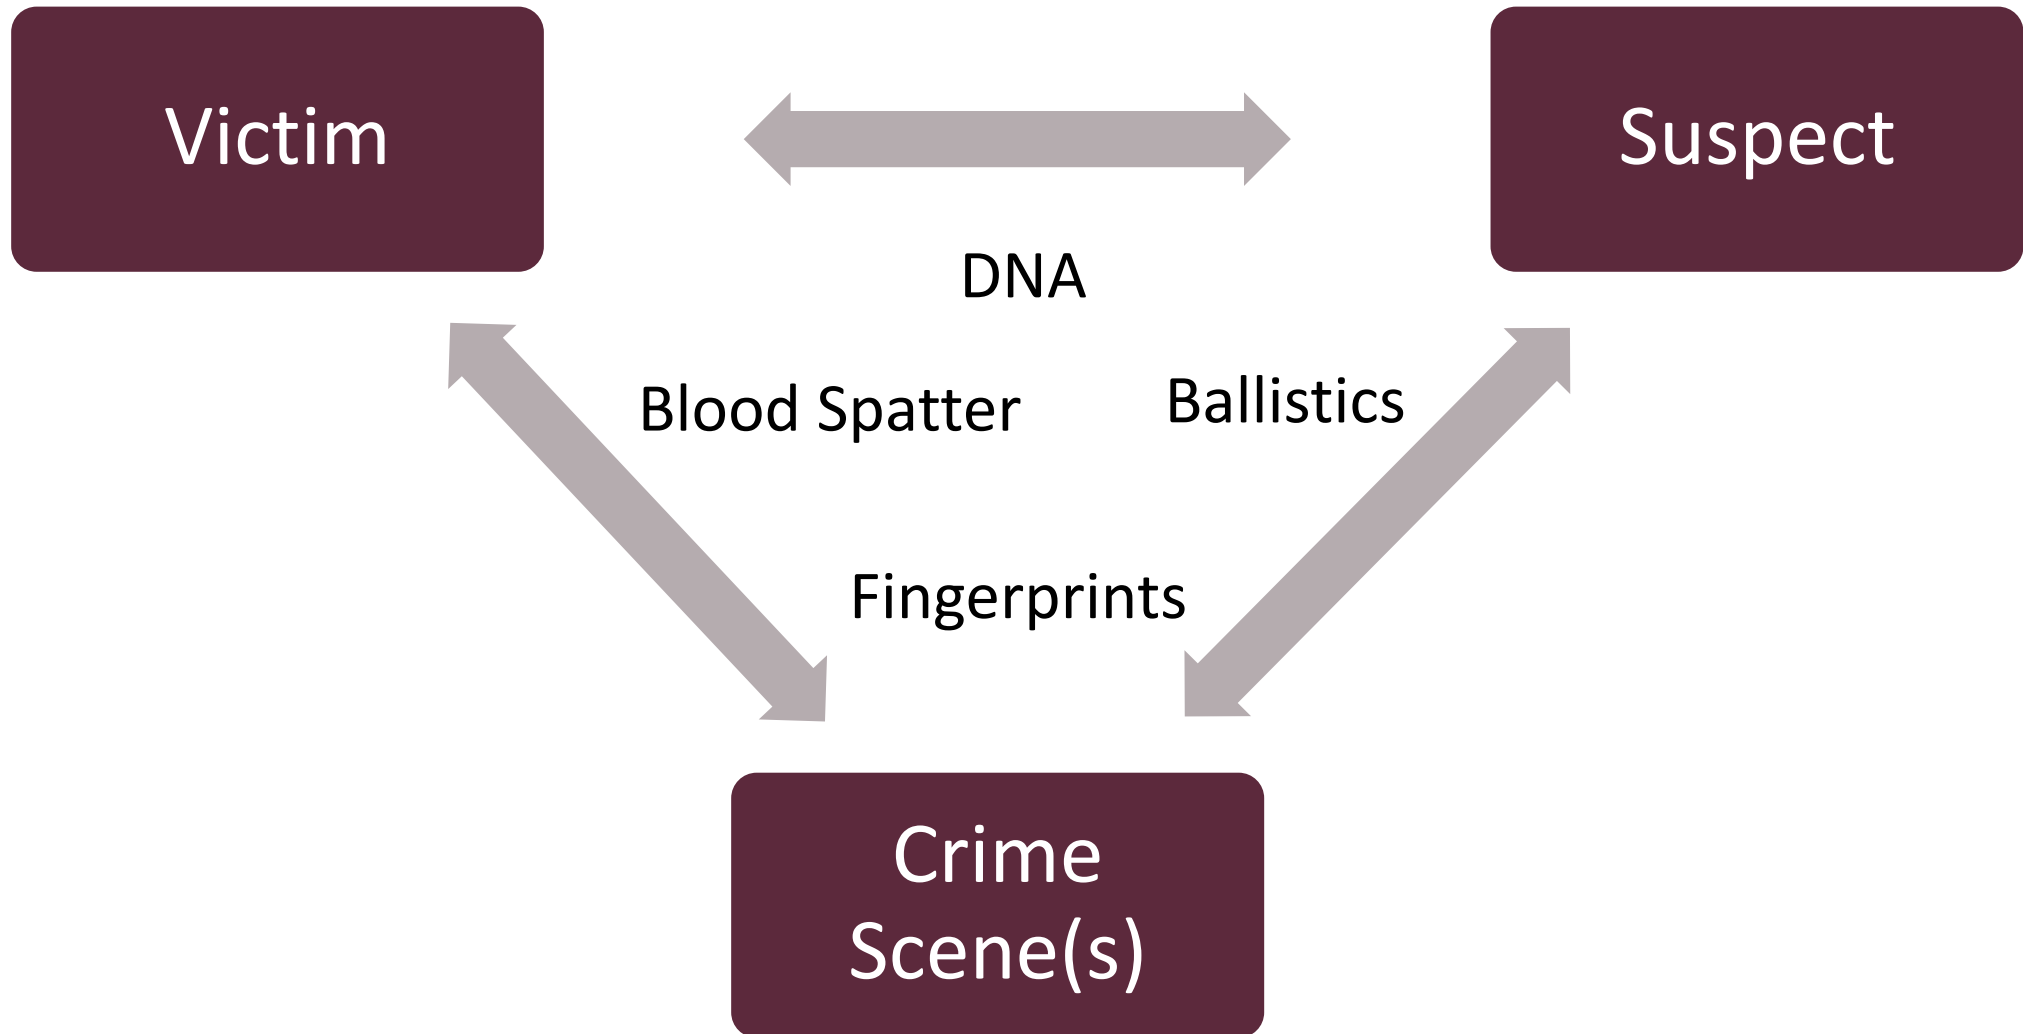 Victim
Suspect
DNA
Blood Spatter
Ballistics
Fingerprints
Crime
Scene(s)